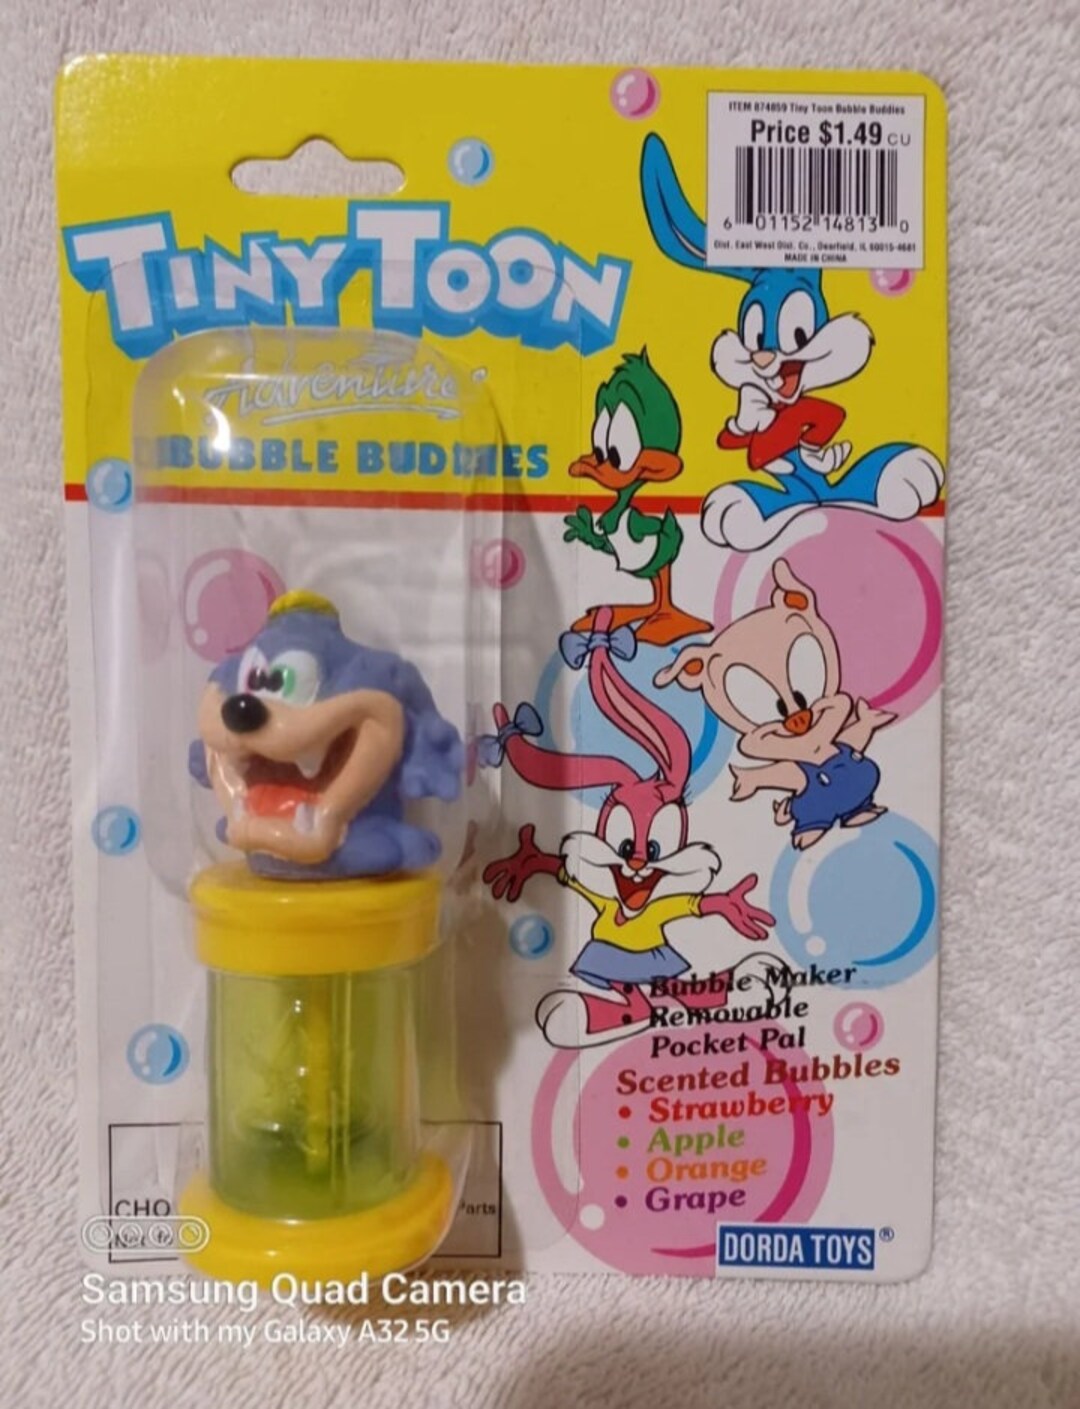 ITEM 874859 Tiny Toon Bubble Buddies
Price $1.49 CU
6 01152 14813 0
Dist. East West Dist. Co., Deerfield, IL 60015-4681
MADE IN CHINA
TINY TOON
Adventures
BUBBLE BUDDIES
• Bubble Maker
• Removable
Pocket Pal
Scented Bubbles
• Strawberry
• Apple
• Orange
• Grape
CHO
Parts
DORDA TOYS®
Samsung Quad Camera
Shot with my Galaxy A32 5G